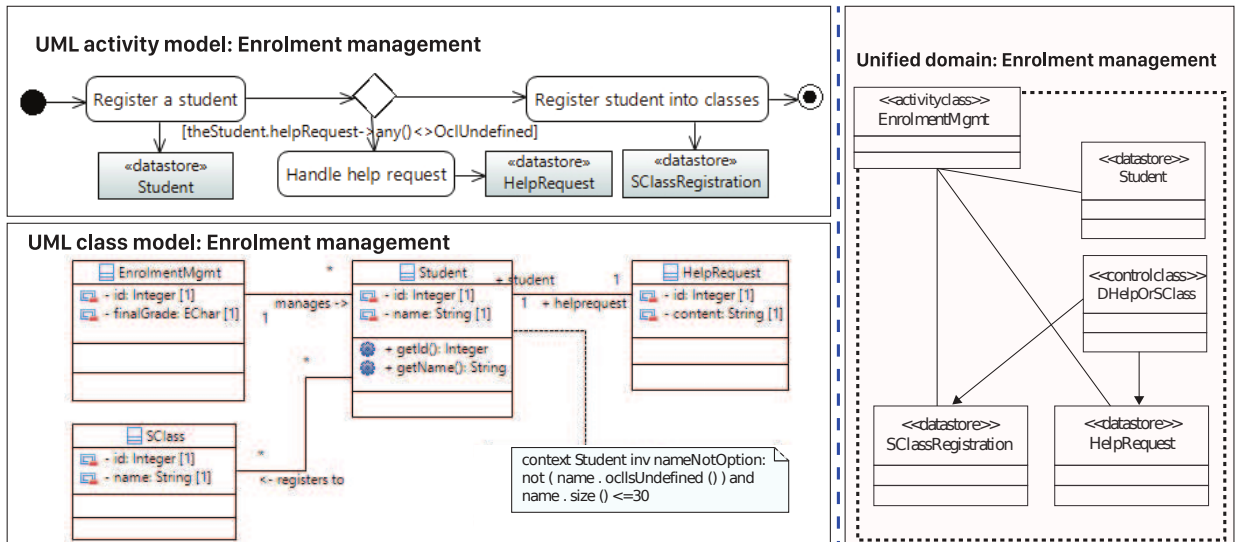 UML activity model: Enrolment management
Register a student
Register student into classes
[theStudent.helpRequest->any()<>OclUndefined]
«datastore»
Student
Handle help request
«datastore»
HelpRequest
«datastore»
SClassRegistration
UML class model: Enrolment management
EnrolmentMgmt
- id: Integer [1]
- finalGrade: EChar [1]
*
manages ->
1
Student
- id: Integer [1]
- name: String [1]
+ getId(): Integer
+ getName(): String
+ student
1
1
+ helprequest
HelpRequest
- id: Integer [1]
- content: String [1]
*
SClass
- id: Integer [1]
- name: String [1]
*
<- registers to
context Student inv nameNotOption:
not ( name . ocllsUndefined () ) and
name . size () <=30
Unified domain: Enrolment management
<<activityclass>>
EnrolmentMgmt
<<datastore>>
Student
<<controlclass>>
DHelpOrSClass
<<datastore>>
SClassRegistration
<<datastore>>
HelpRequest